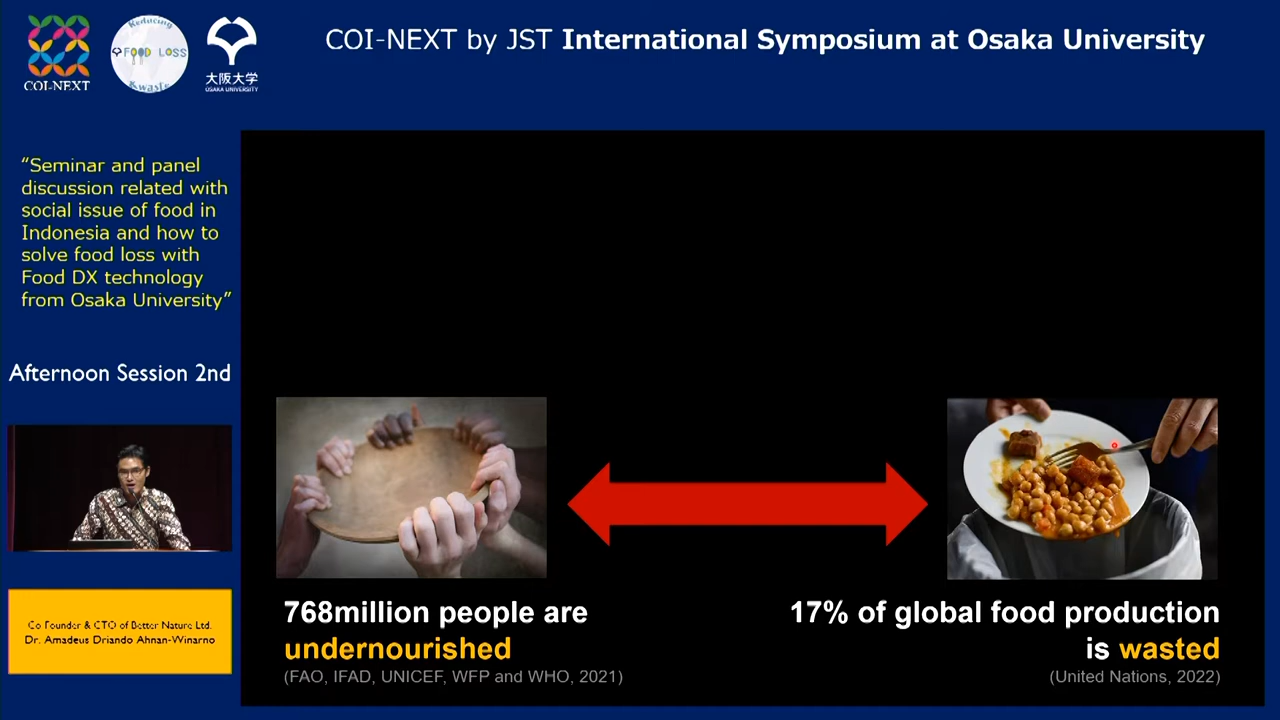 COI-NEXT
Reducing
FOOD LOSS
&waste
大阪大学
OSAKA UNIVERSITY
COI-NEXT by JST International Symposium at Osaka University
“Seminar and panel
discussion related with
social issue of food in
Indonesia and how to
solve food loss with
Food DX technology
from Osaka University”
Afternoon Session 2nd
Co Founder & CTO of Better Nature Ltd.
Dr. Amadeus Driando Ahnan-Winarno
768million people are
undernourished
(FAO, IFAD, UNICEF, WFP and WHO, 2021)
17% of global food production
is wasted
(United Nations, 2022)